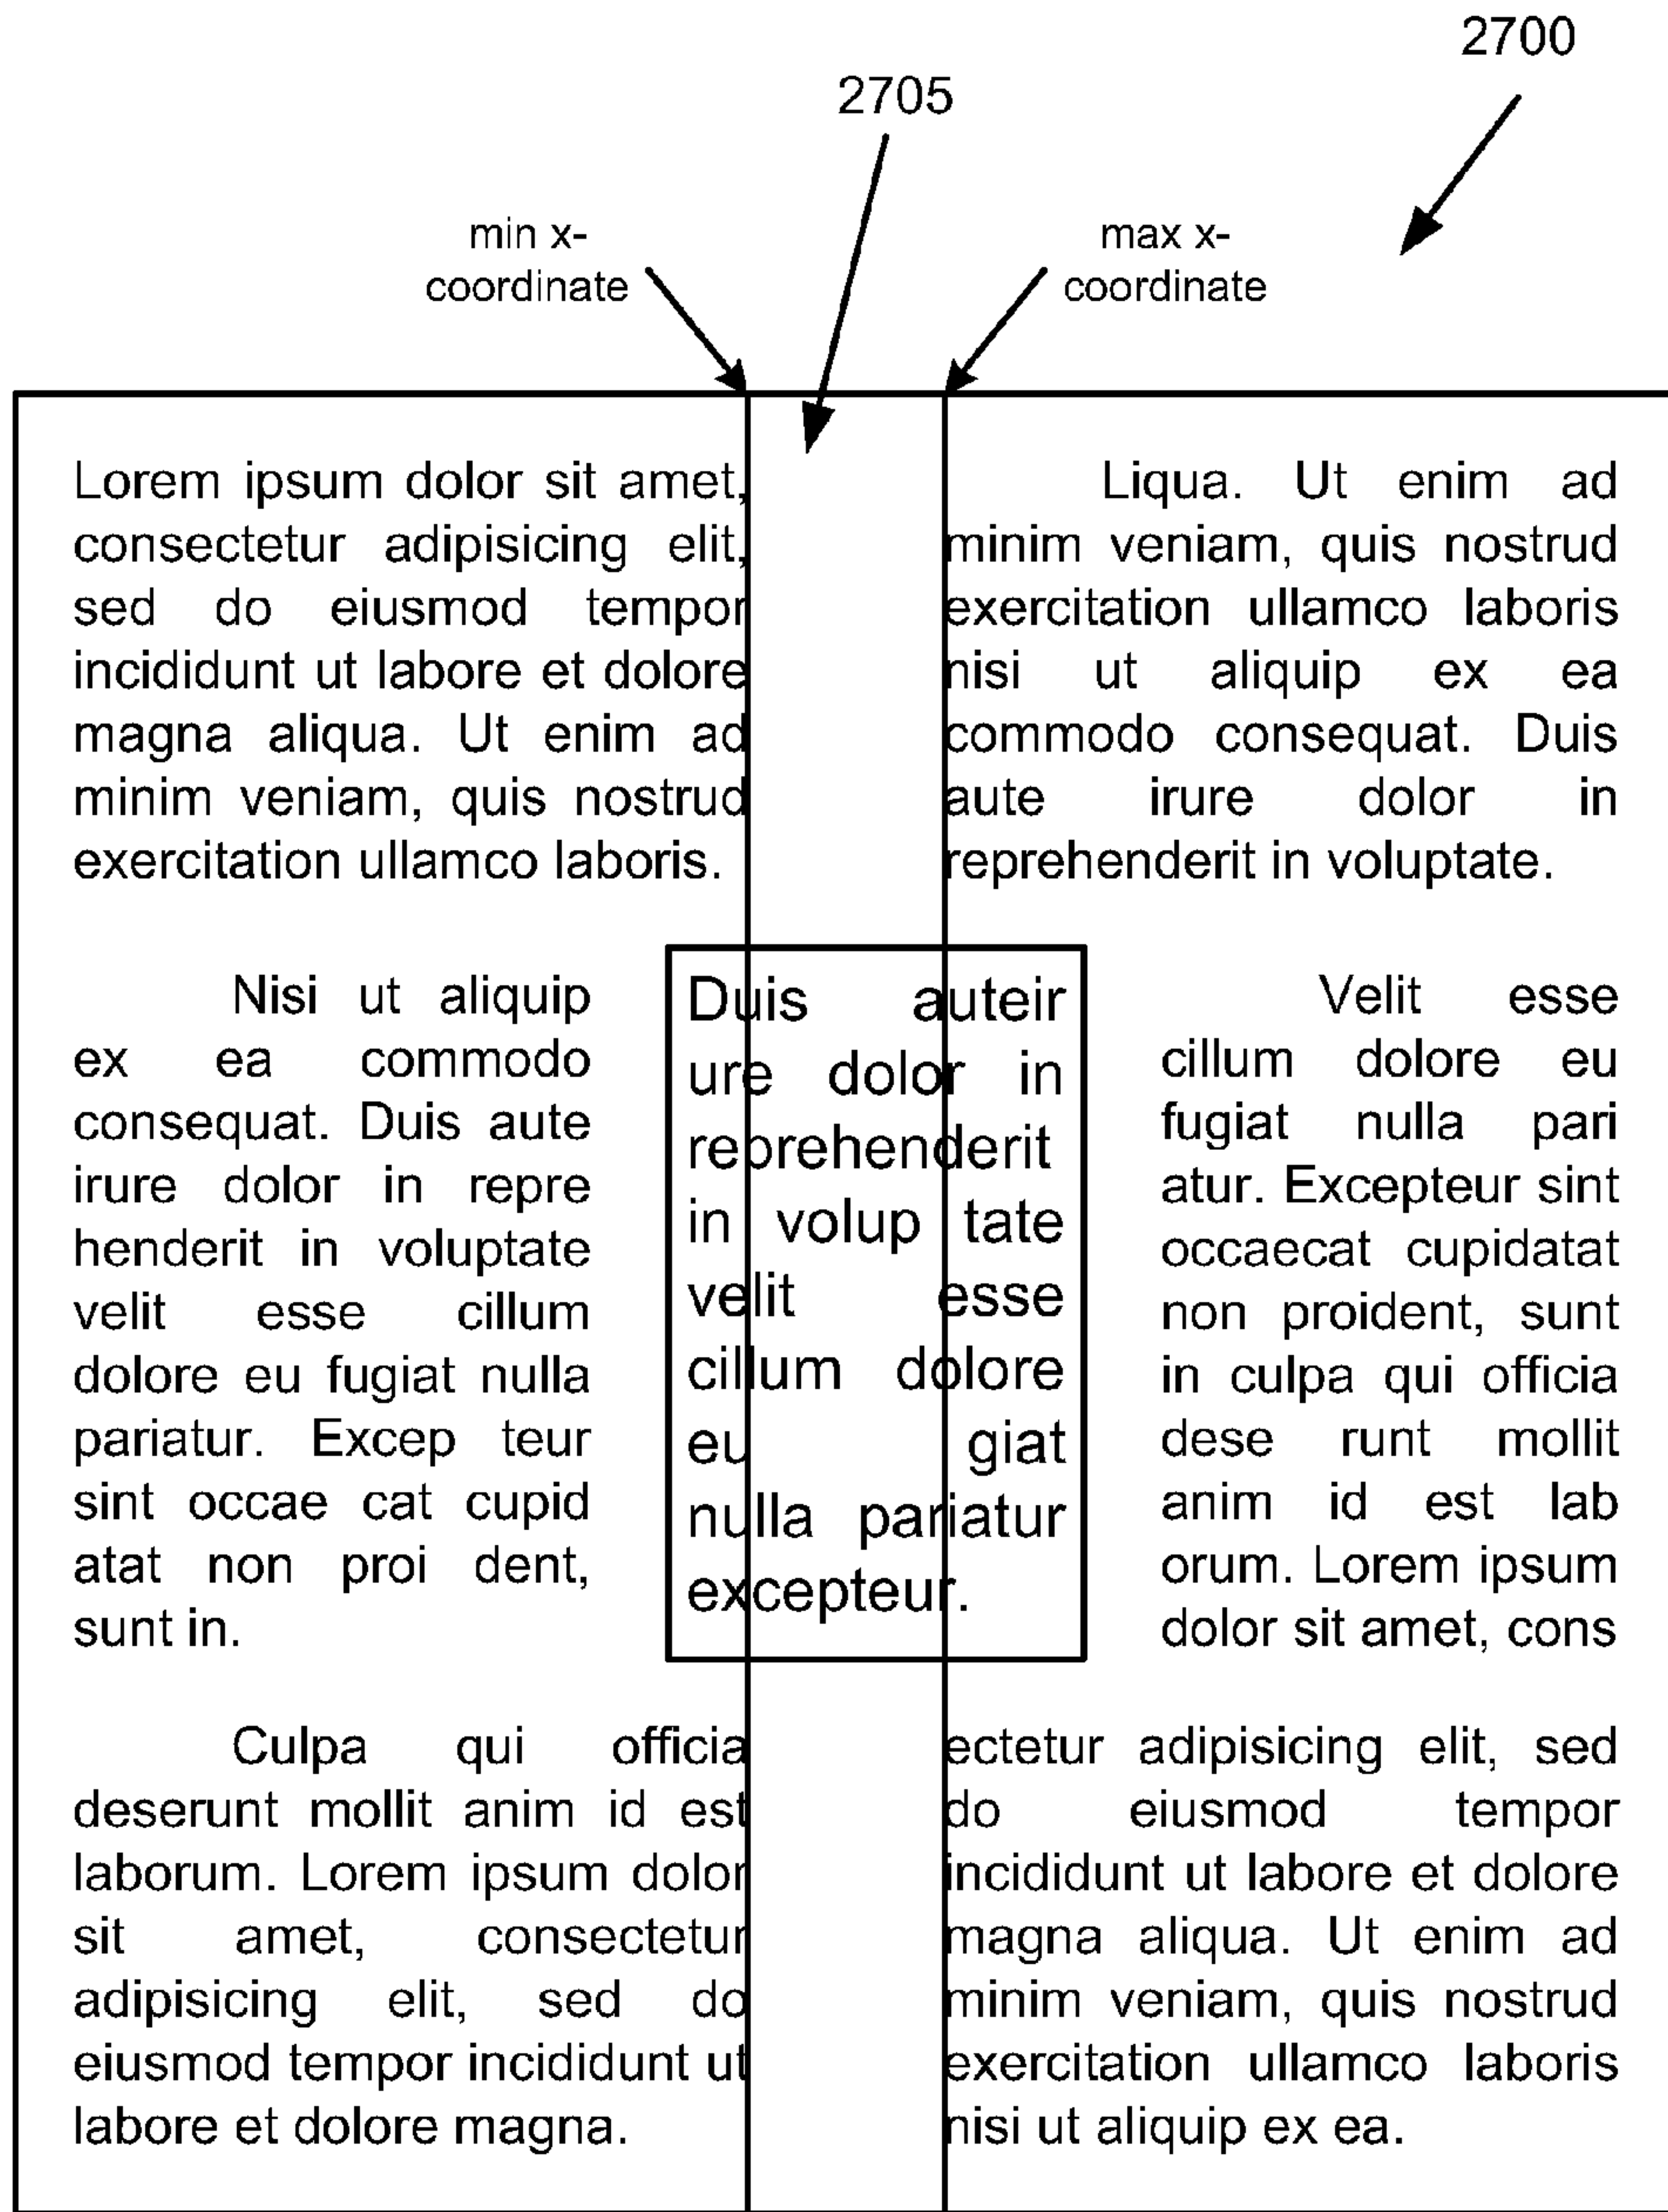 2700
2705
min x-
coordinate
max x-
coordinate
Lorem ipsum dolor sit amet,
consectetur adipisicing elit,
sed do eiusmod tempor
incididunt ut labore et dolore
magna aliqua. Ut enim ad
minim veniam, quis nostrud
exercitation ullamco laboris.
Nisi ut aliquip
ex ea commodo
consequat. Duis aute
irure dolor in repre
henderit in voluptate
velit esse cillum
dolore eu fugiat nulla
pariatur. Excep teur
sint occae cat cupid
atat non proi dent,
sunt in.
Culpa qui officia
deserunt mollit anim id est
laborum. Lorem ipsum dolor
sit amet, consectetur
adipisicing elit, sed do
eiusmod tempor incididunt ut
labore et dolore magna.
Duis auteir
ure dolor in
reprehenderit
in volup tate
velit esse
cillum dolore
eu giat
nulla pariatur
excepteur.
Liqua. Ut enim ad
minim veniam, quis nostrud
exercitation ullamco laboris
nisi ut aliquip ex ea
commodo consequat. Duis
aute irure dolor in
reprehenderit in voluptate.
Velit esse
cillum dolore eu
fugiat nulla pari
atur. Excepteur sint
occaecat cupidatat
non proident, sunt
in culpa qui officia
dese runt mollit
anim id est lab
orum. Lorem ipsum
dolor sit amet, cons
ectetur adipisicing elit, sed
do eiusmod tempor
incididunt ut labore et dolore
magna aliqua. Ut enim ad
minim veniam, quis nostrud
exercitation ullamco laboris
nisi ut aliquip ex ea.